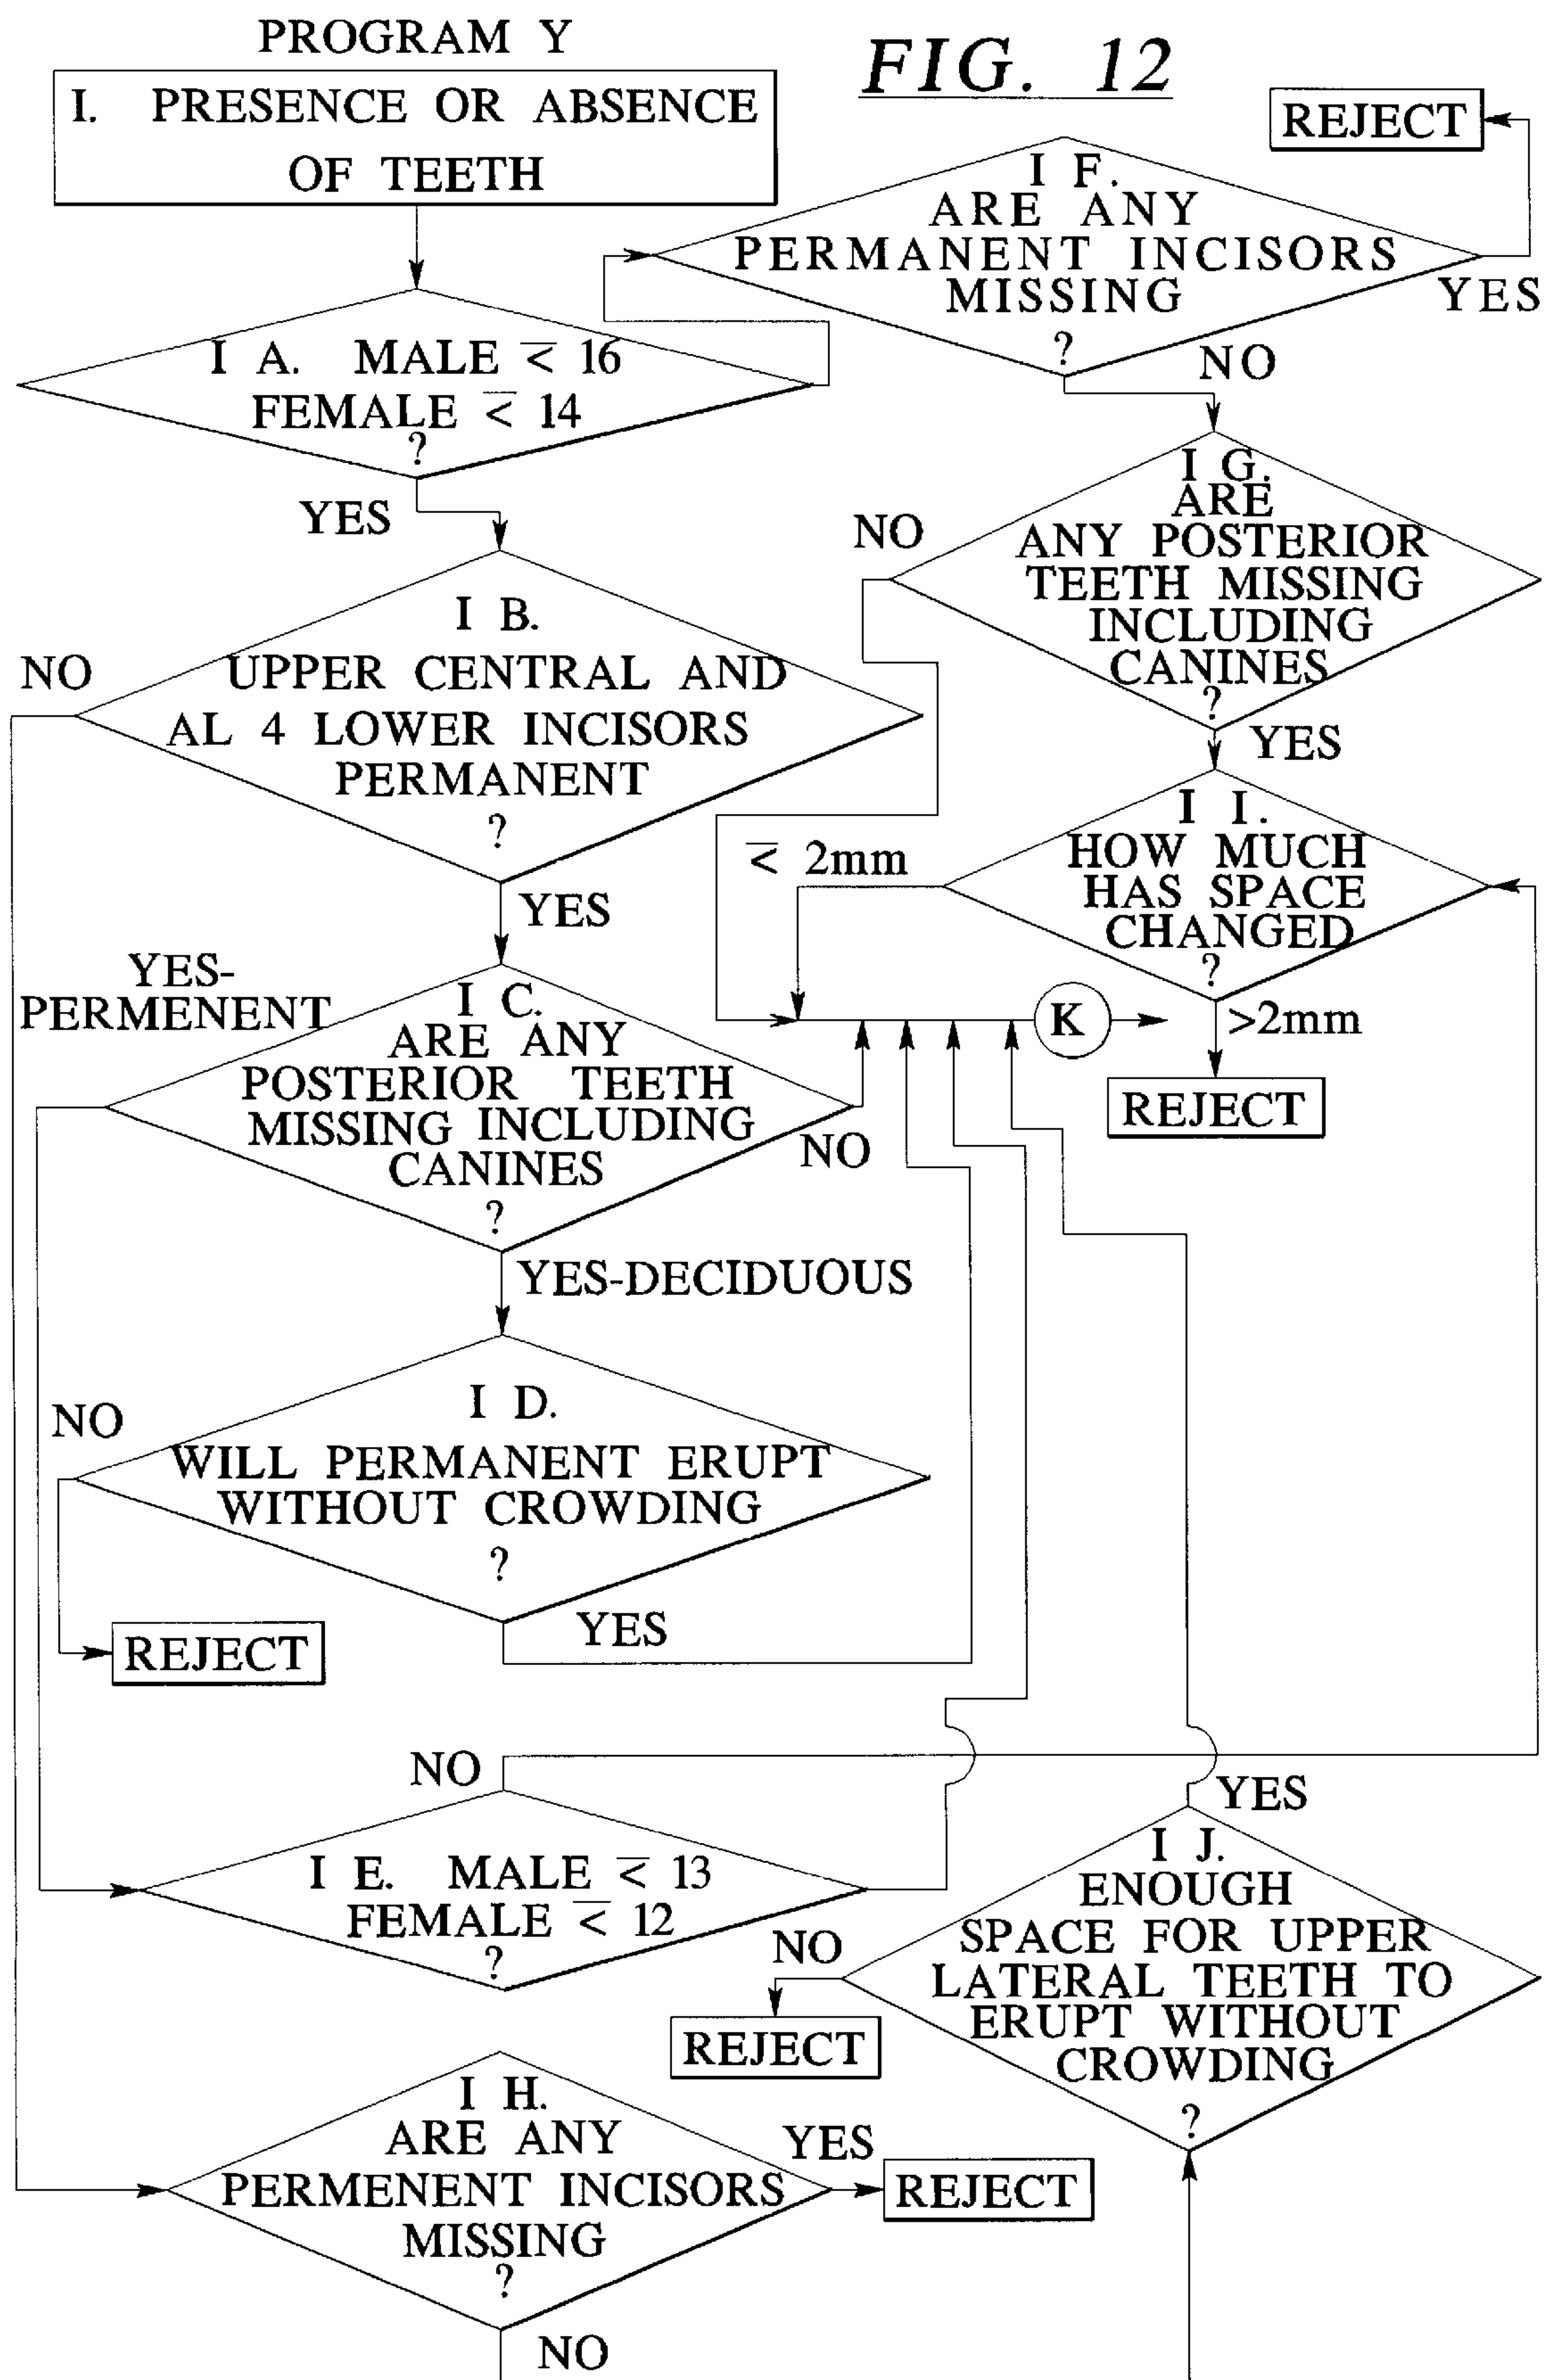 PROGRAM Y
FIG. 12
I. PRESENCE OR ABSENCE
OF TEETH
I A. MALE ≤ 16
FEMALE ≤ 14
?
YES
I B.
UPPER CENTRAL AND
AL 4 LOWER INCISORS
PERMANENT
?
NO
YES
I C.
ARE ANY
POSTERIOR TEETH
MISSING INCLUDING
CANINES
?
YES-
PERMENENT
NO
YES-DECIDUOUS
I D.
WILL PERMANENT ERUPT
WITHOUT CROWDING
?
NO
REJECT
YES
NO
I E. MALE ≤ 13
FEMALE ≤ 12
?
I H.
ARE ANY
PERMENENT INCISORS
MISSING
?
YES
REJECT
NO
REJECT
I F.
ARE ANY
PERMANENT INCISORS
MISSING
?
YES
NO
I G.
ARE
ANY POSTERIOR
TEETH MISSING
INCLUDING
CANINES
?
NO
YES
I I.
HOW MUCH
HAS SPACE
CHANGED
?
≤ 2mm
K
>2mm
REJECT
YES
I J.
ENOUGH
SPACE FOR UPPER
LATERAL TEETH TO
ERUPT WITHOUT
CROWDING
?
NO
REJECT